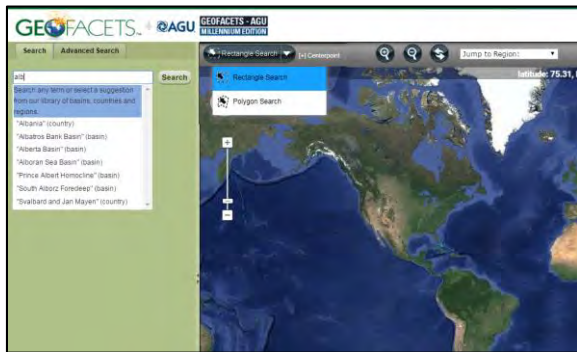 GEOFACETS™ + AGU GEOFACETS - AGU
MILLENNIUM EDITION
Search Advanced Search
alb Search
Search any term or select a suggestion
from our library of basins, countries and
regions.
"Albania" (country)
"Albatros Bank Basin" (basin)
"Alberta Basin" (basin)
"Alboran Sea Basin" (basin)
"Prince Albert Homocline" (basin)
"South Alborz Foredeep" (basin)
"Svalbard and Jan Mayen" (country)
Rectangle Search [+] Centerpoint Jump to Region:
latitude: 75.31,
Rectangle Search
Polygon Search